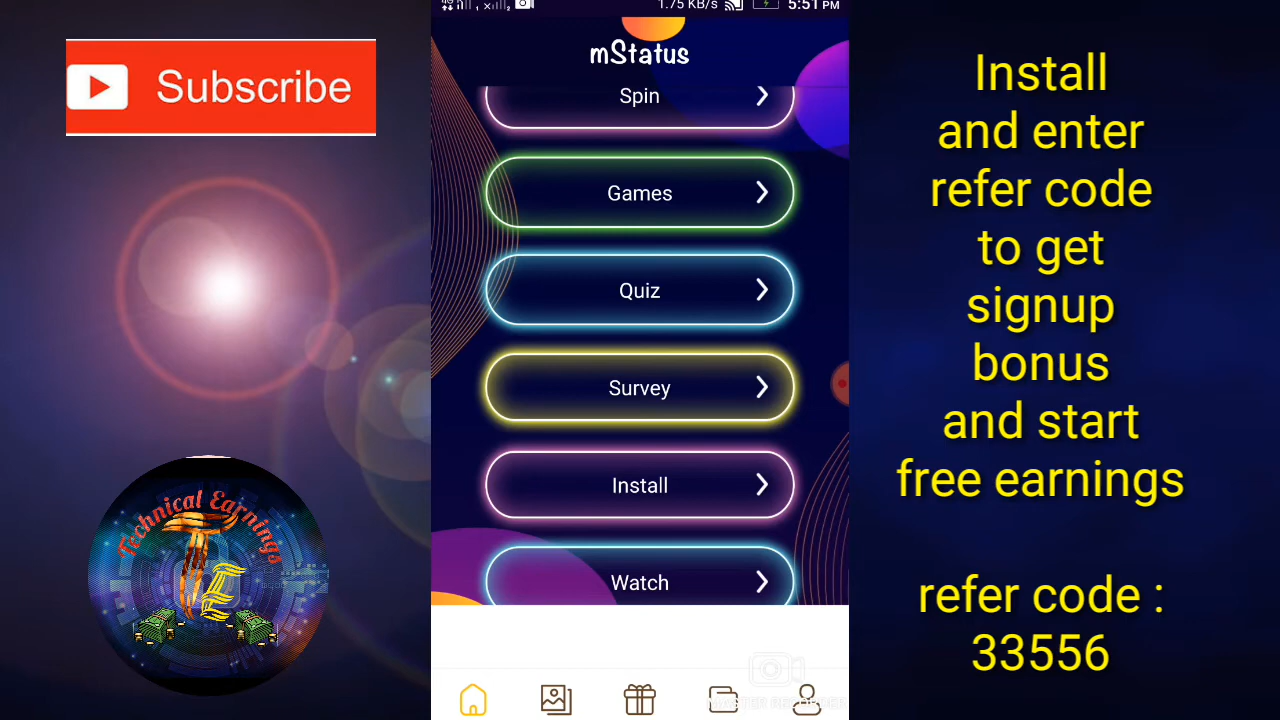 Subscribe
Technical Earnings
TE
1.75 KB/s
5:51 PM
mStatus
Spin
Games
Quiz
Survey
Install
Watch
Install
and enter
refer code
to get
signup
bonus
and start
free earnings
refer code :
33556